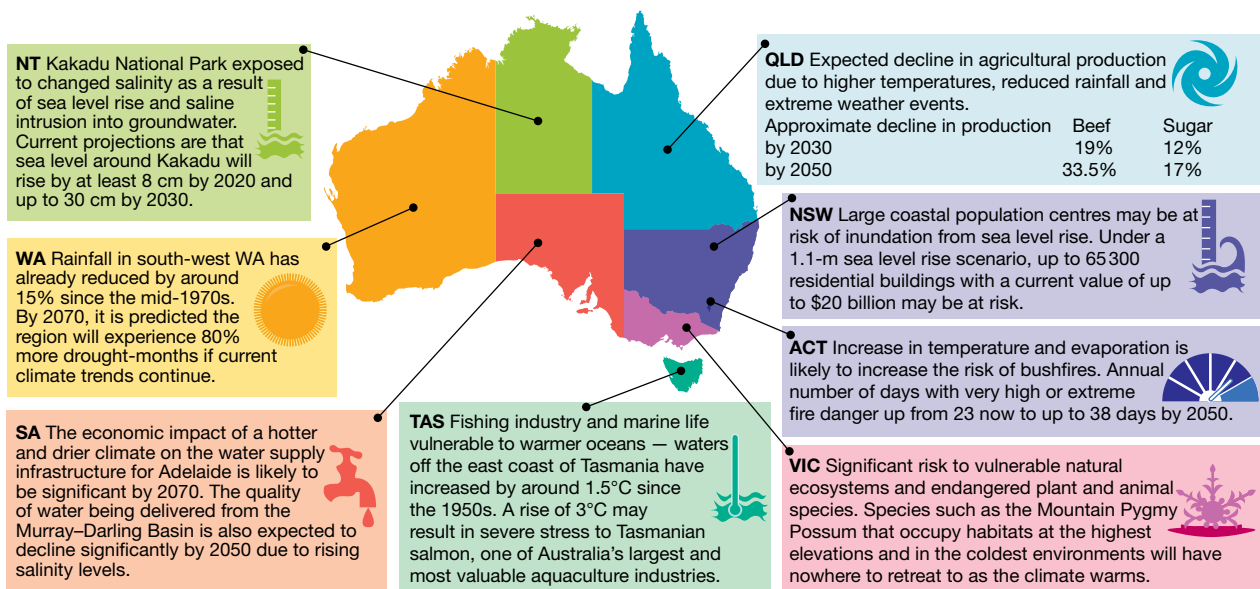 NT Kakadu National Park exposed
to changed salinity as a result
of sea level rise and saline
intrusion into groundwater.
Current projections are that
sea level around Kakadu will
rise by at least 8 cm by 2020 and
up to 30 cm by 2030.
WA Rainfall in south-west WA has
already reduced by around
15% since the mid-1970s.
By 2070, it is predicted the
region will experience 80%
more drought-months if current
climate trends continue.
SA The economic impact of a hotter
and drier climate on the water supply
infrastructure for Adelaide is likely to
be significant by 2070. The quality
of water being delivered from the
Murray–Darling Basin is also expected to
decline significantly by 2050 due to rising
salinity levels.
TAS Fishing industry and marine life
vulnerable to warmer oceans — waters
off the east coast of Tasmania have
increased by around 1.5°C since
the 1950s. A rise of 3°C may
result in severe stress to Tasmanian
salmon, one of Australia's largest and
most valuable aquaculture industries.
QLD Expected decline in agricultural production
due to higher temperatures, reduced rainfall and
extreme weather events.
Approximate decline in production Beef Sugar
by 2030 19% 12%
by 2050 33.5% 17%
NSW Large coastal population centres may be at
risk of inundation from sea level rise. Under a
1.1-m sea level rise scenario, up to 65 300
residential buildings with a current value of up
to $20 billion may be at risk.
ACT Increase in temperature and evaporation is
likely to increase the risk of bushfires. Annual
number of days with very high or extreme
fire danger up from 23 now to up to 38 days by 2050.
VIC Significant risk to vulnerable natural
ecosystems and endangered plant and animal
species. Species such as the Mountain Pygmy
Possum that occupy habitats at the highest
elevations and in the coldest environments will have
nowhere to retreat to as the climate warms.